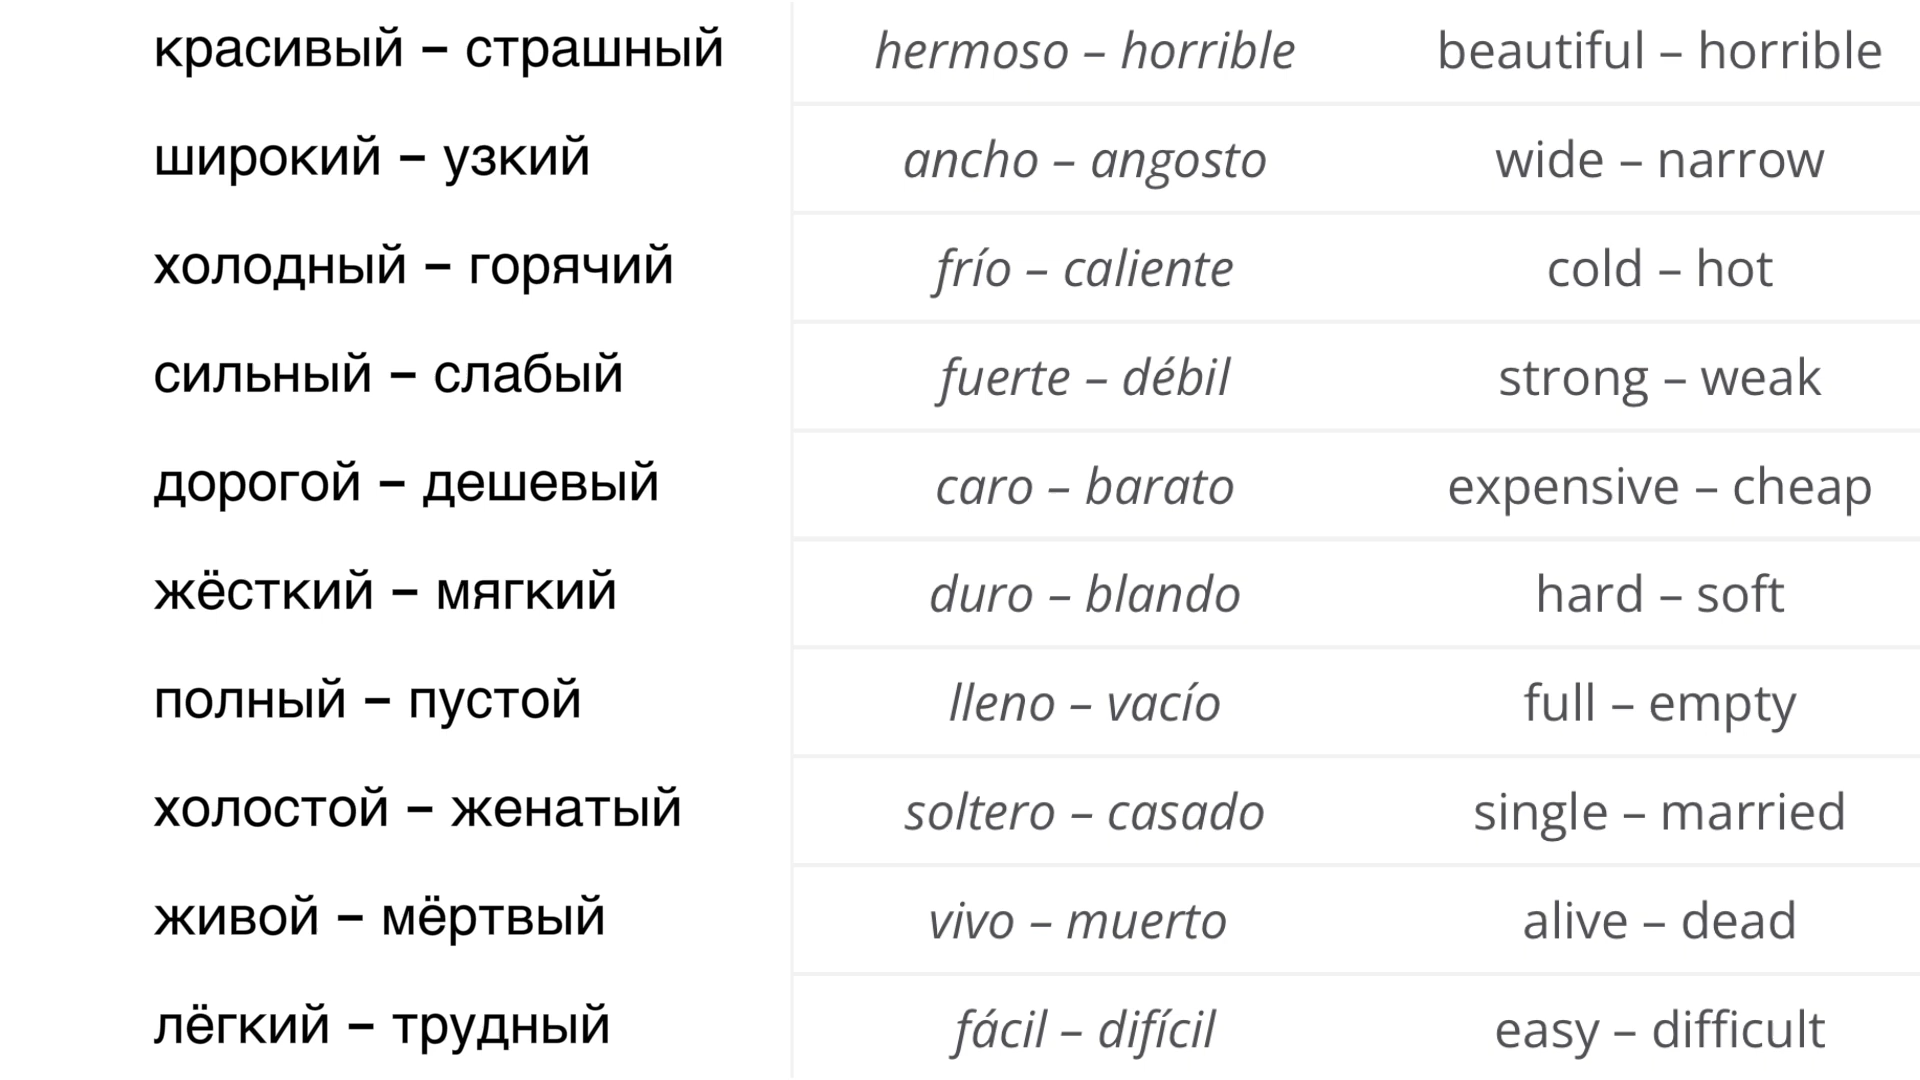 красивый – страшный hermoso – horrible beautiful – horrible
широкий – узкий ancho – angosto wide – narrow
холодный – горячий frío – caliente cold – hot
сильный – слабый fuerte – débil strong – weak
дорогой – дешевый caro – barato expensive – cheap
жёсткий – мягкий duro – blando hard – soft
полный – пустой lleno – vacío full – empty
холостой – женатый soltero – casado single – married
живой – мёртвый vivo – muerto alive – dead
лёгкий – трудный fácil – difícil easy – difficult